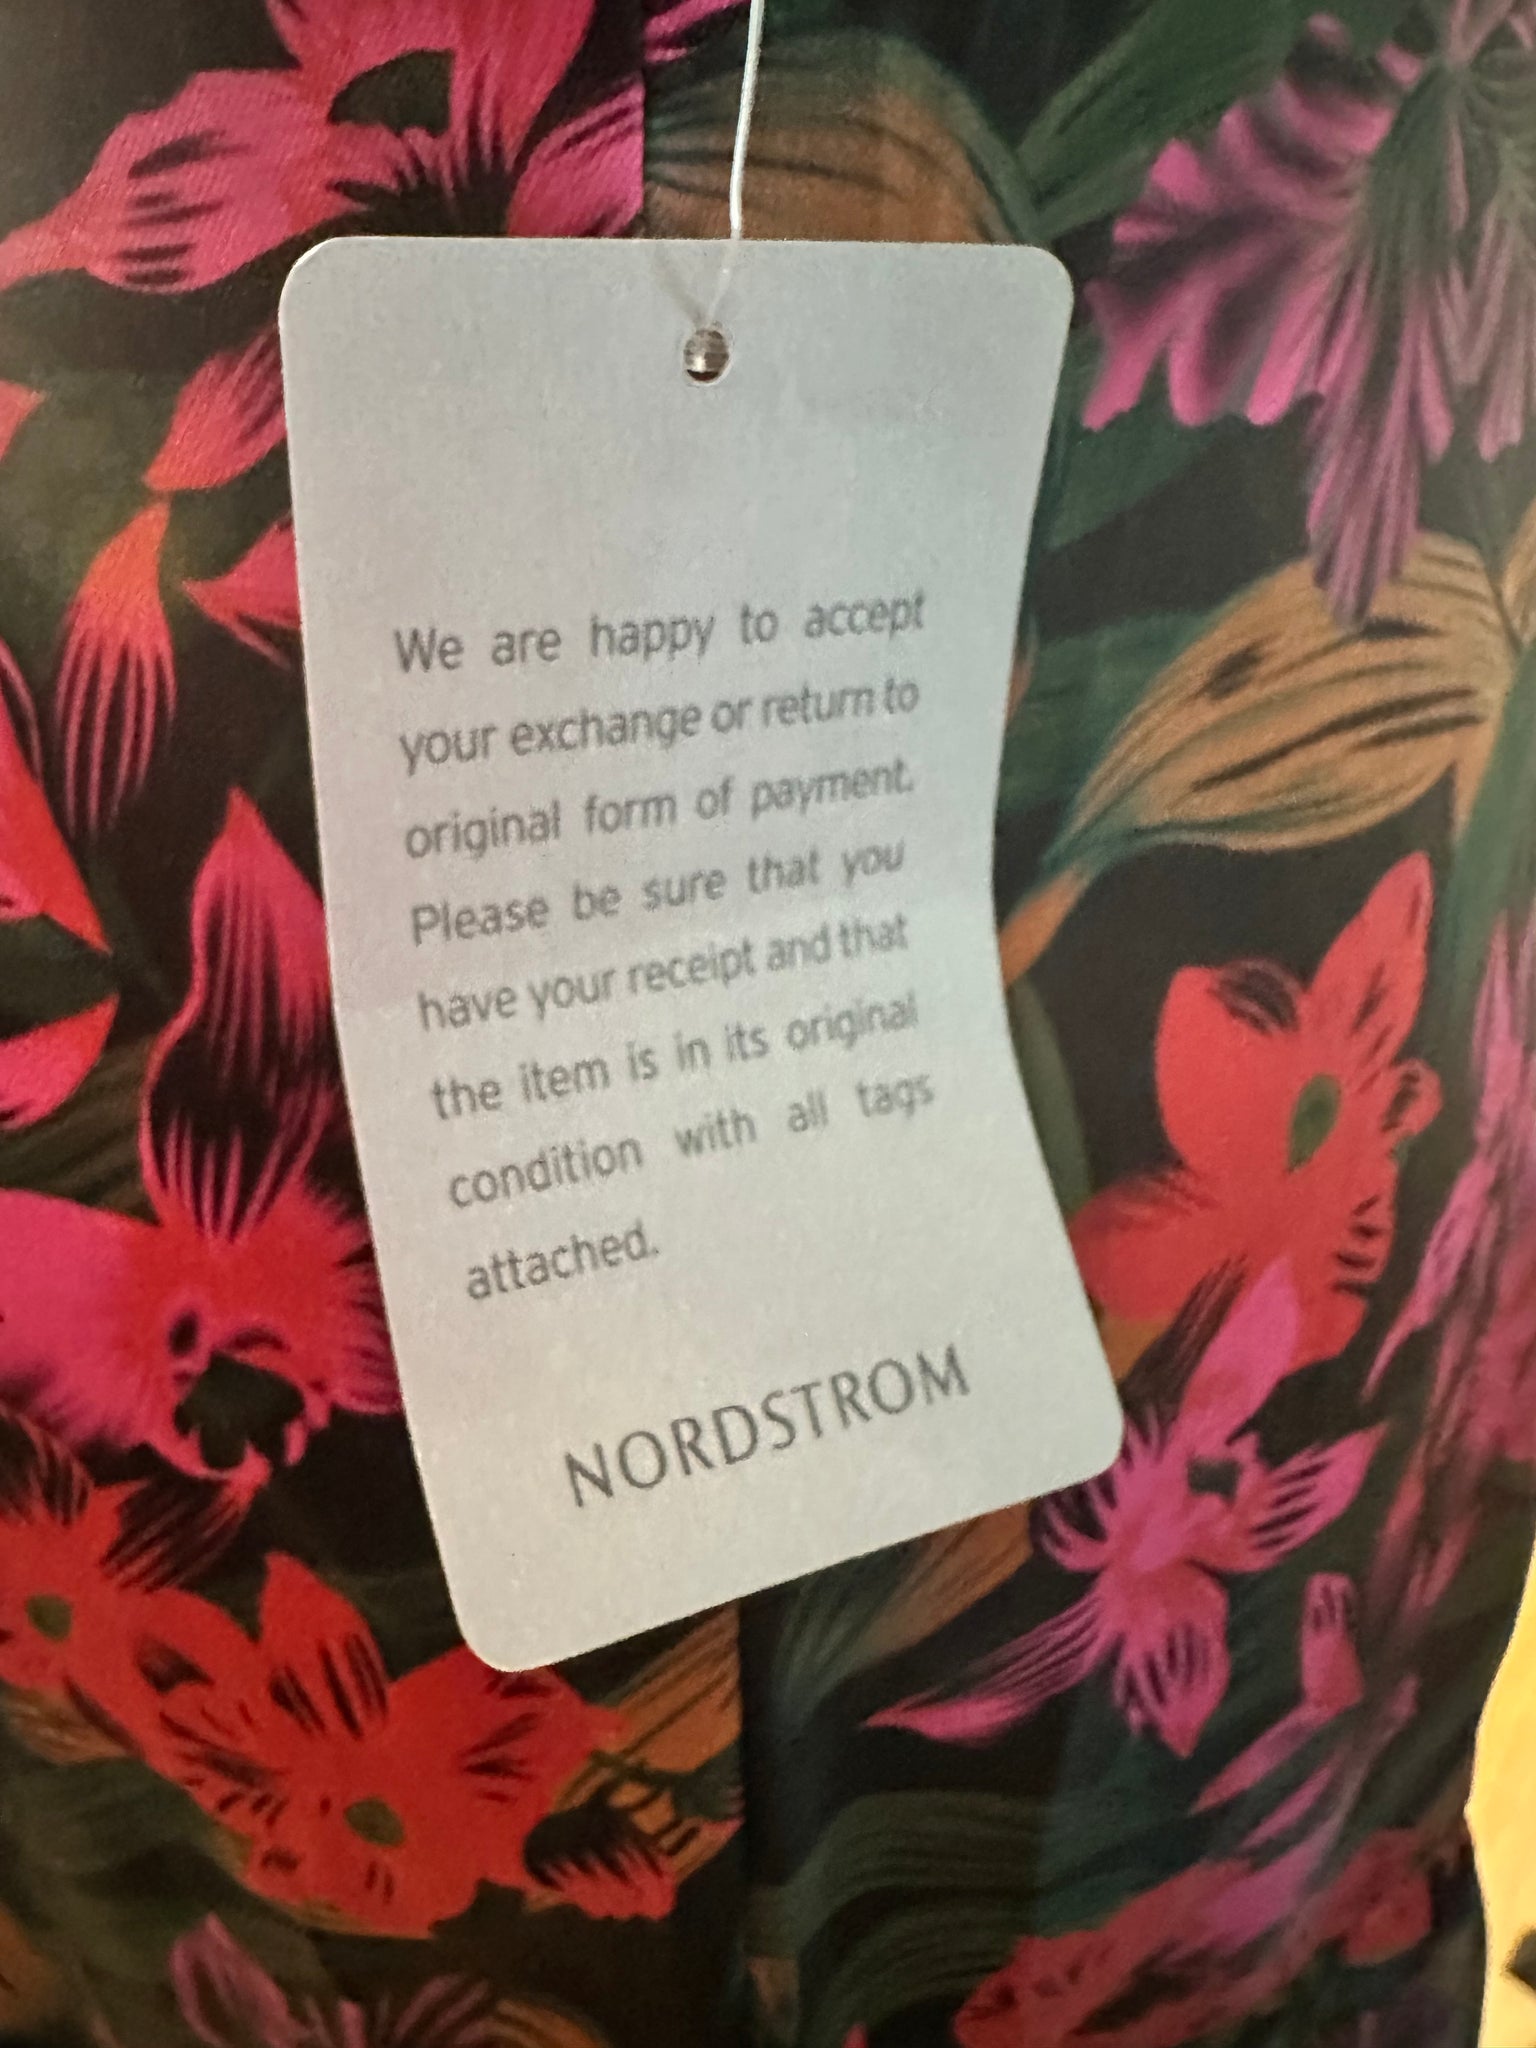 We are happy to accept
your exchange or return to
original form of payment.
Please be sure that you
have your receipt and that
the item is in its original
condition with all tags
attached.
NORDSTROM